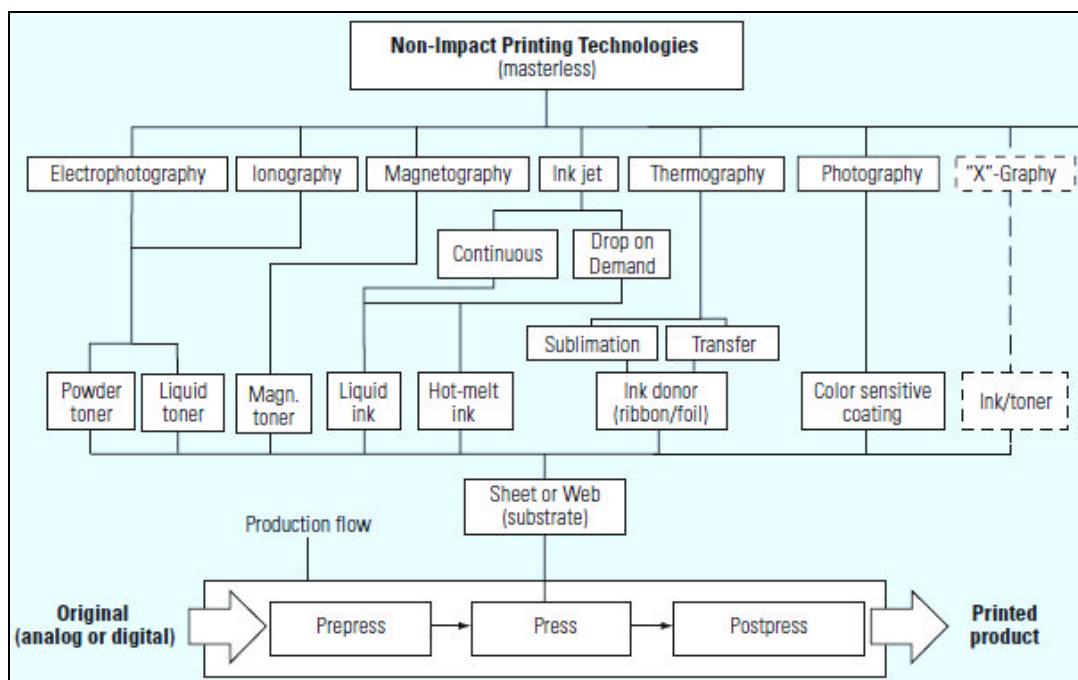 Non-Impact Printing Technologies
(masterless)
Electrophotography
Ionography
Magnetography
Ink jet
Thermography
Photography
"X"-Graphy
Continuous
Drop on
Demand
Sublimation
Transfer
Powder
toner
Liquid
toner
Magn.
toner
Liquid
ink
Hot-melt
ink
Ink donor
(ribbon/foil)
Color sensitive
coating
Ink/toner
Sheet or Web
(substrate)
Production flow
Original
(analog or digital)
Prepress
Press
Postpress
Printed
product